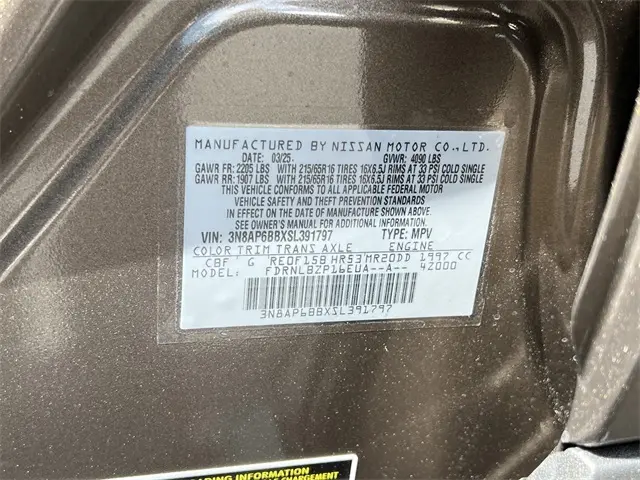 MANUFACTURED BY NISSAN MOTOR CO., LTD.
DATE: 03/25 GVWR: 4090 LBS
GAWR FR: 2205 LBS WITH 215/65R16 TIRES 16X6.5J RIMS AT 33 PSI COLD SINGLE
GAWR RR: 1907 LBS WITH 215/65R16 TIRES 16X6.5J RIMS AT 33 PSI COLD SINGLE
THIS VEHICLE CONFORMS TO ALL APPLICABLE FEDERAL MOTOR
VEHICLE SAFETY AND THEFT PREVENTION STANDARDS
IN EFFECT ON THE DATE OF MANUFACTURE SHOWN ABOVE.
SEE OWNER'S MANUAL FOR ADDITIONAL INFORMATION
VIN: 3N8AP6BBXSL391797 TYPE: MPV
COLOR TRIM TRANS AXLE ENGINE
CBF G RE0F15B HR53 MR20DD 1997 CC
MODEL: FDRNLBZP16EUA--A-- 4Z000
3N8AP6BBXSL391797
LOADING INFORMATION